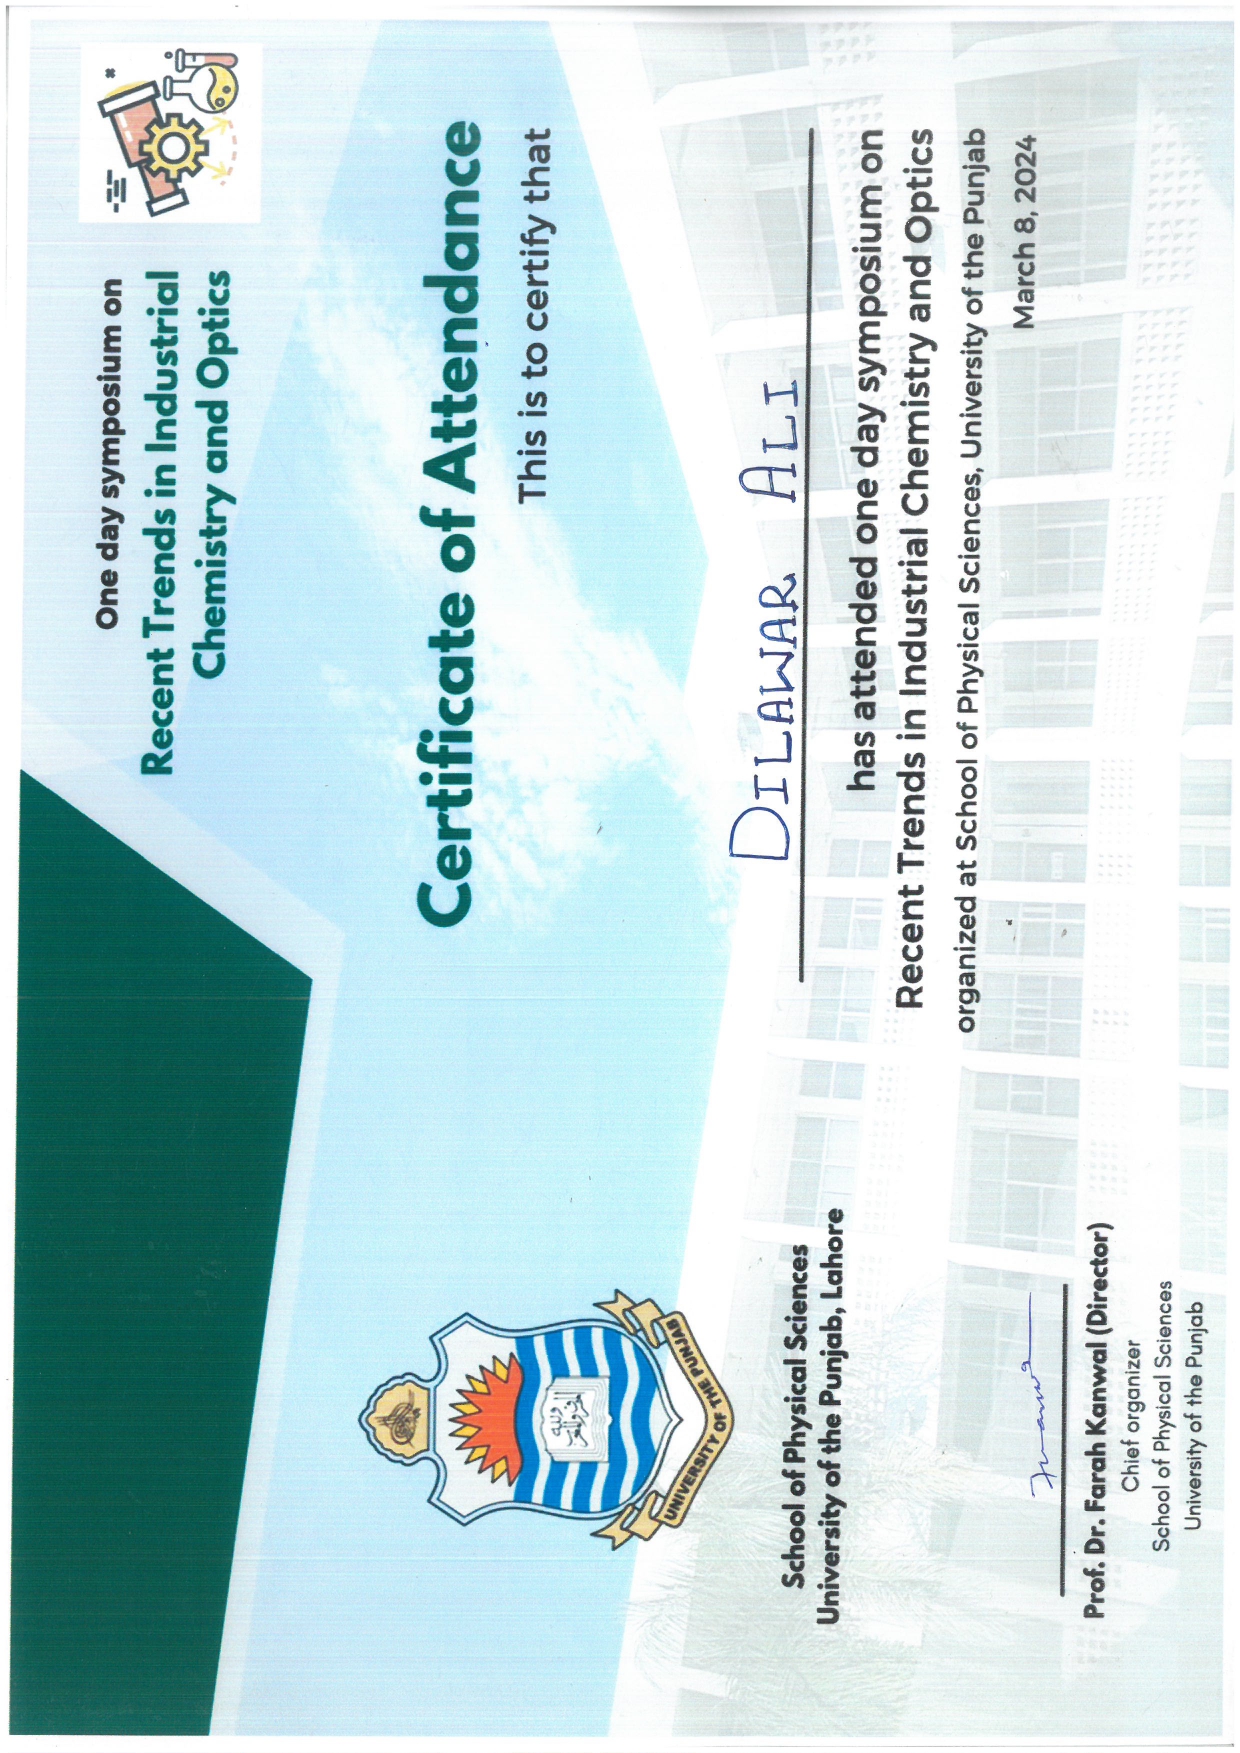 One day symposium on
Recent Trends in Industrial
Chemistry and Optics
UNIVERSITY OF THE PUNJAB
School of Physical Sciences
University of the Punjab, Lahore
Certificate of Attendance
This is to certify that
DILAWAR ALI
has attended one day symposium on
Recent Trends in Industrial Chemistry and Optics
organized at School of Physical Sciences, University of the Punjab
March 8, 2024
Prof. Dr. Farah Kanwal (Director)
Chief organizer
School of Physical Sciences
University of the Punjab